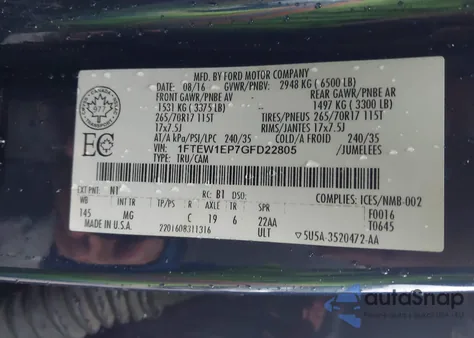 MFD. BY FORD MOTOR COMPANY
DATE: 08/16 GVWR/PNBV: 2948 KG ( 6500 LB)
FRONT GAWR/PNBE AV REAR GAWR/PNBE AR
1531 KG ( 3375 LB) 1497 KG ( 3300 LB)
265/70R17 115T TIRES/PNEU 265/70R17 115T
17x7.5J RIMS/JANTES 17x7.5J
AT/A kPa/PSI/LPC 240/35 COLD/A FROID 240/35
VIN: 1FTEW1EP7GFD22805 /JUMELEES
TYPE: TRU/CAM
EC
EXT PNT: N1 RC: B1 DSO: COMPLIES: ICES/NMB-002
WB INT TR TP/PS R AXLE TR SPR F0016
145 MG C 19 6 22AA T0645
MADE IN U.S.A. 2201608311316 ULT 5U5A-3520472-AA
autoSnap